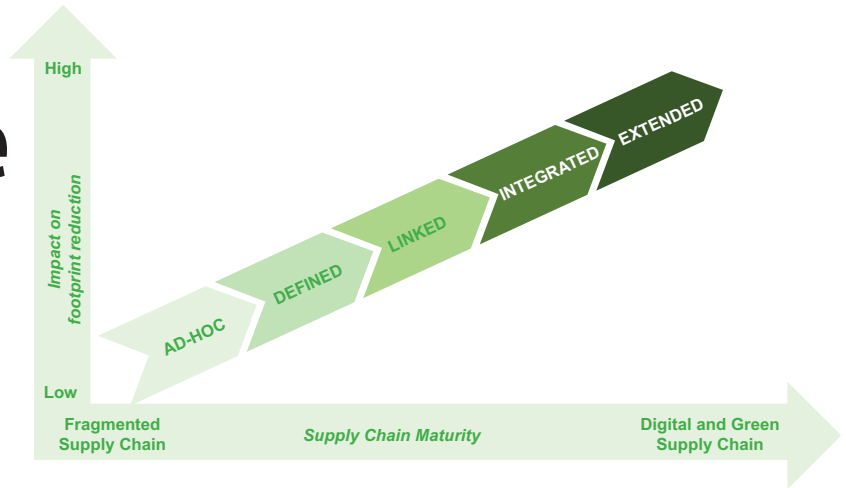 High
e
EXTENDED
INTEGRATED
LINKED
DEFINED
AD-HOC
Impact on
footprint reduction
Low
Fragmented
Supply Chain
Supply Chain Maturity
Digital and Green
Supply Chain